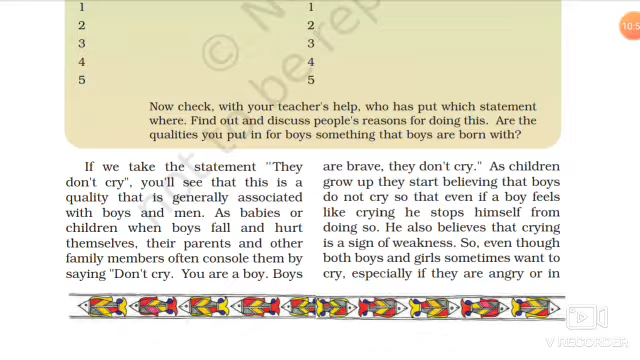 1
2
3
4
5
1
2
3
4
5
© N
not to be rep
Now check, with your teacher's help, who has put which statement
where. Find out and discuss people's reasons for doing this. Are the
qualities you put in for boys something that boys are born with?
If we take the statement "They
don't cry", you'll see that this is a
quality that is generally associated
with boys and men. As babies or
children when boys fall and hurt
themselves, their parents and other
family members often console them by
saying "Don't cry. You are a boy. Boys
are brave, they don't cry." As children
grow up they start believing that boys
do not cry so that even if a boy feels
like crying he stops himself from
doing so. He also believes that crying
is a sign of weakness. So, even though
both boys and girls sometimes want to
cry, especially if they are angry or in
10:5
V RECORDER